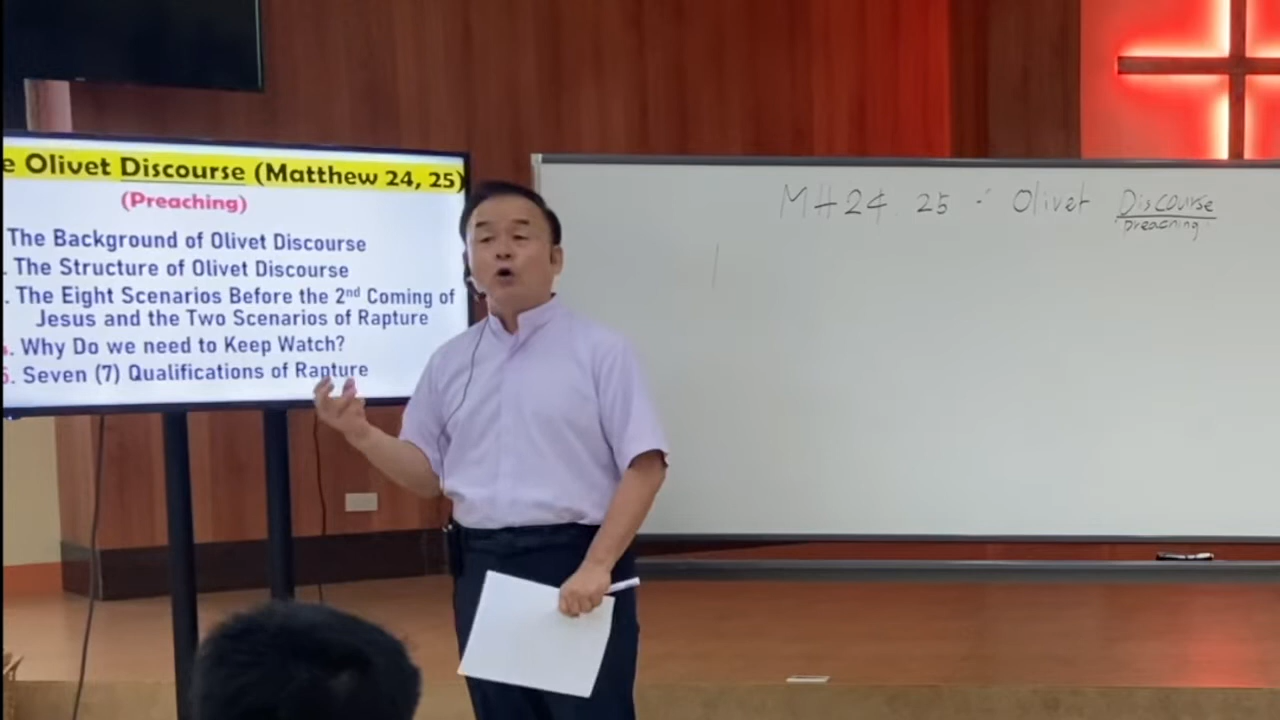 e Olivet Discourse (Matthew 24, 25)
(Preaching)
The Background of Olivet Discourse
. The Structure of Olivet Discourse
. The Eight Scenarios Before the 2nd Coming of
Jesus and the Two Scenarios of Rapture
. Why Do we need to Keep Watch?
5. Seven (7) Qualifications of Rapture
Mt 24. 25 : Olivet Discourse
preaching